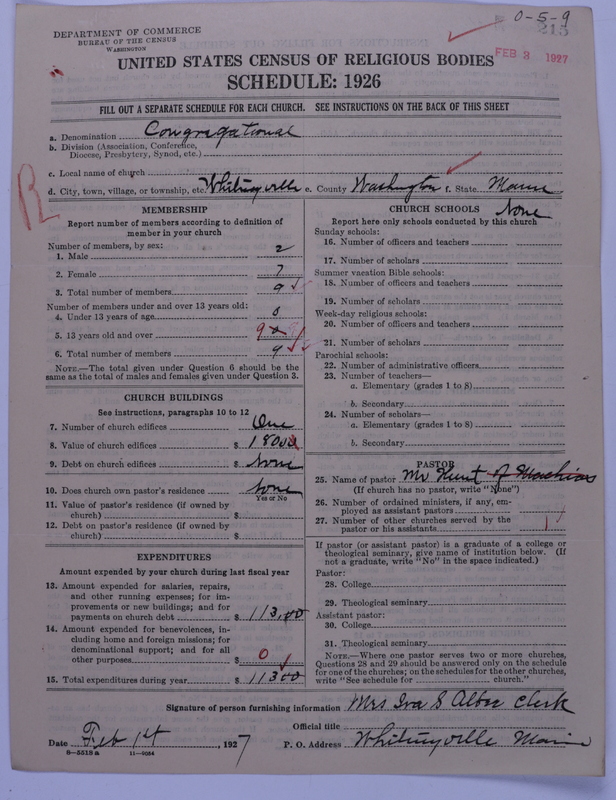 DEPARTMENT OF COMMERCE
BUREAU OF THE CENSUS
WASHINGTON
0-5-9
215
FEB 3 1927
UNITED STATES CENSUS OF RELIGIOUS BODIES
SCHEDULE: 1926
FILL OUT A SEPARATE SCHEDULE FOR EACH CHURCH. SEE INSTRUCTIONS ON THE BACK OF THIS SHEET
a. Denomination Congregational
b. Division (Association, Conference,
Diocese, Presbytery, Synod, etc.)
c. Local name of church
d. City, town, village, or township, etc. Whitneyville e. County Washington f. State Maine
MEMBERSHIP
Report number of members according to definition of
member in your church
Number of members, by sex:
1. Male 2
2. Female 7
3. Total number of members 9
Number of members under and over 13 years old:
4. Under 13 years of age 0
5. 13 years old and over 9
6. Total number of members 9
NOTE.—The total given under Question 6 should be
same as the total of males and females given under Question 3.
CHURCH BUILDINGS
See instructions, paragraphs 10 to 12
7. Number of church edifices One
8. Value of church edifices $ 1800
9. Debt on church edifices $ None
10. Does church own pastor's residence None
Yes or No
11. Value of pastor's residence (if owned by
church) $
12. Debt on pastor's residence (if owned by
church) $
EXPENDITURES
Amount expended by your church during last fiscal year
13. Amount expended for salaries, repairs,
and other running expenses; for im-
provements or new buildings; and for
payments on church debt $ 113,00
14. Amount expended for benevolences, in-
cluding home and foreign missions; for
denominational support; and for all
other purposes $ 0
15. Total expenditures during year $ 11300
CHURCH SCHOOLS None
Report here only schools conducted by this church
Sunday schools:
16. Number of officers and teachers
17. Number of scholars
Summer vacation Bible schools:
18. Number of officers and teachers
19. Number of scholars
Week-day religious schools:
20. Number of officers and teachers
21. Number of scholars
Parochial schools:
22. Number of administrative officers
23. Number of teachers—
a. Elementary (grades 1 to 8)
b. Secondary
24. Number of scholars—
a. Elementary (grades 1 to 8)
b. Secondary
PASTOR
25. Name of pastor Mr Kent of Machias
(If church has no pastor, write "None")
26. Number of ordained ministers, if any, em-
ployed as assistant pastors
27. Number of other churches served by the
pastor or his assistants 1
If pastor (or assistant pastor) is a graduate of a college or
theological seminary, give name of institution below. (If
not a graduate, write "No" in the space indicated.)
Pastor:
28. College
29. Theological seminary
Assistant pastor:
30. College
31. Theological seminary
NOTE.—Where one pastor serves two or more churches,
Questions 28 and 29 should be answered only on the schedule
for one of the churches; on the schedules for the other churches,
write "See schedule for church."
Signature of person furnishing information Mrs Iva S Albee Clerk
Official title
Date Feb 1st, 1927 P. O. Address Whitneyville Maine
8-5518a 11-9054